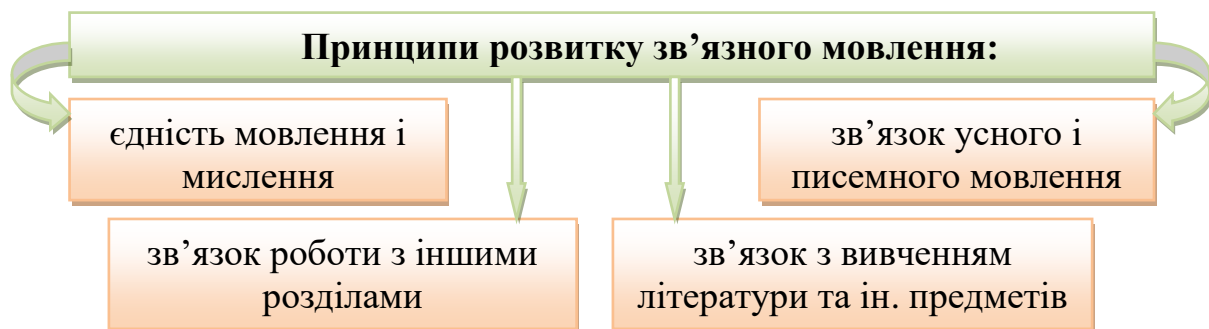 Принципи розвитку зв’язного мовлення:
єдність мовлення і
мислення
зв’язок усного і
писемного мовлення
зв’язок роботи з іншими
розділами
зв’язок з вивченням
літератури та ін. предметів